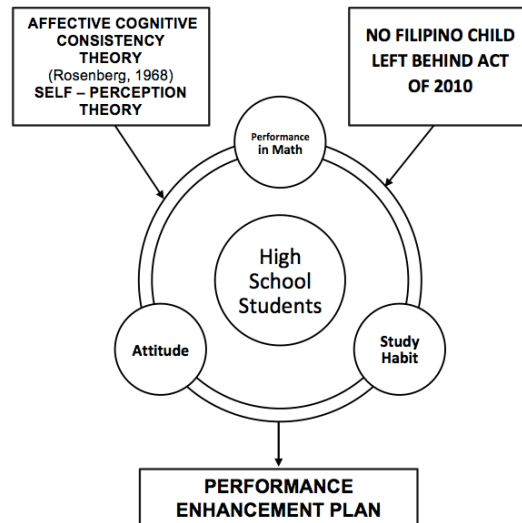 AFFECTIVE COGNITIVE
CONSISTENCY
THEORY
(Rosenberg, 1968)
SELF – PERCEPTION
THEORY
NO FILIPINO CHILD
LEFT BEHIND ACT
OF 2010
Performance
in Math
High
School
Students
Attitude
Study
Habit
PERFORMANCE
ENHANCEMENT PLAN